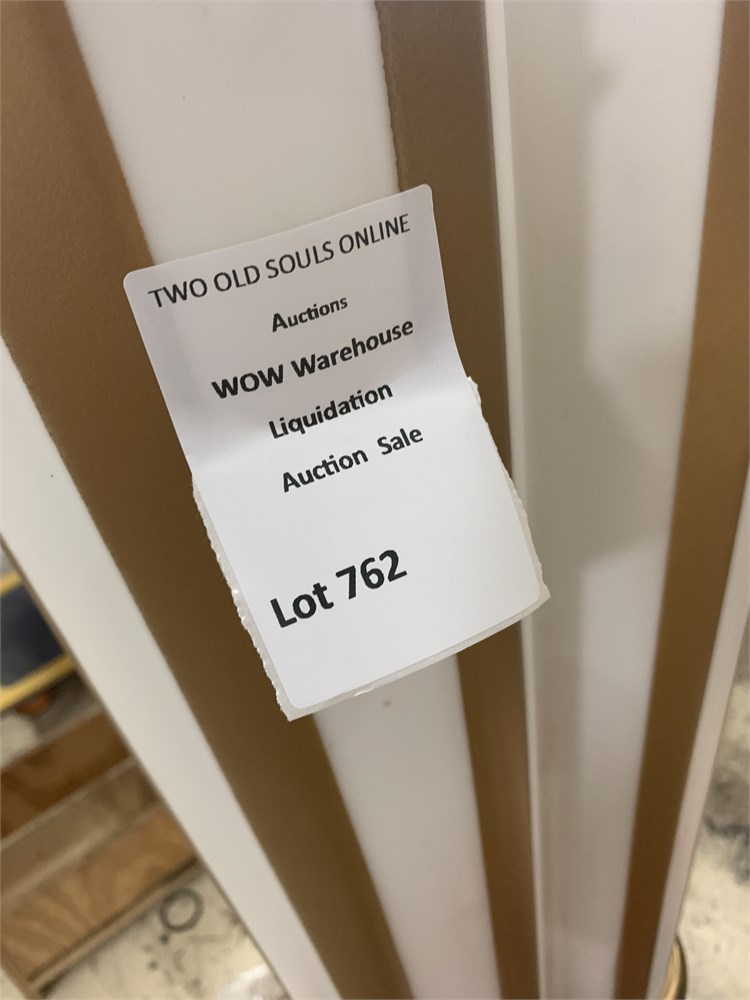 TWO OLD SOULS ONLINE
Auctions
WOW Warehouse
Liquidation
Auction Sale
Lot 762